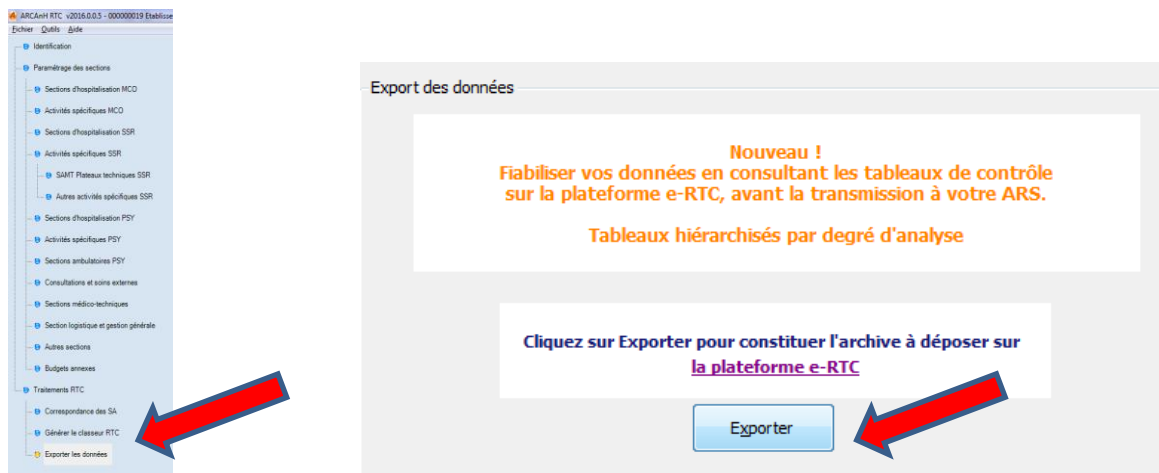 ARCAnH RTC v2016.0.0.5 - 000000019 Etablisse
Fichier Outils Aide
Identification
Paramétrage des sections
Sections d'hospitalisation MCO
Activités spécifiques MCO
Sections d'hospitalisation SSR
Activités spécifiques SSR
SAMT Plateaux techniques SSR
Autres activités spécifiques SSR
Sections d'hospitalisation PSY
Activités spécifiques PSY
Sections ambulatoires PSY
Consultations et soins externes
Sections médico-techniques
Section logistique et gestion générale
Autres sections
Budgets annexes
Traitements RTC
Correspondance des SA
Générer le classeur RTC
Exporter les données
Export des données
Nouveau !
Fiabiliser vos données en consultant les tableaux de contrôle
sur la plateforme e-RTC, avant la transmission à votre ARS.
Tableaux hiérarchisés par degré d'analyse
Cliquez sur Exporter pour constituer l'archive à déposer sur
la plateforme e-RTC
Exporter